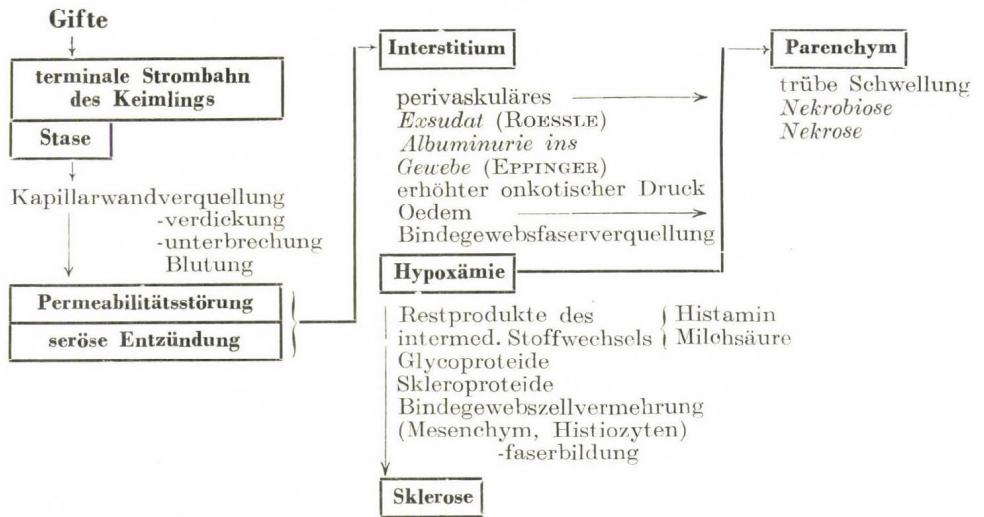 Gifte
terminale Strombahn
des Keimlings
Stase
Kapillarwandverquellung
-verdickung
-unterbrechung
Blutung
Permeabilitätsstörung
seröse Entzündung
Interstitium
perivaskuläres
Exsudat (ROESSLE)
Albuminurie ins
Gewebe (EPPINGER)
erhöhter onkotischer Druck
Oedem
Bindegewebsfaserverquellung
Hypoxämie
Restprodukte des
intermed. Stoffwechsels
Histamin
Milchsäure
Glycoproteide
Skleroproteide
Bindegewebszellvermehrung
(Mesenchym, Histiozyten)
-faserbildung
Sklerose
Parenchym
trübe Schwellung
Nekrobiose
Nekrose